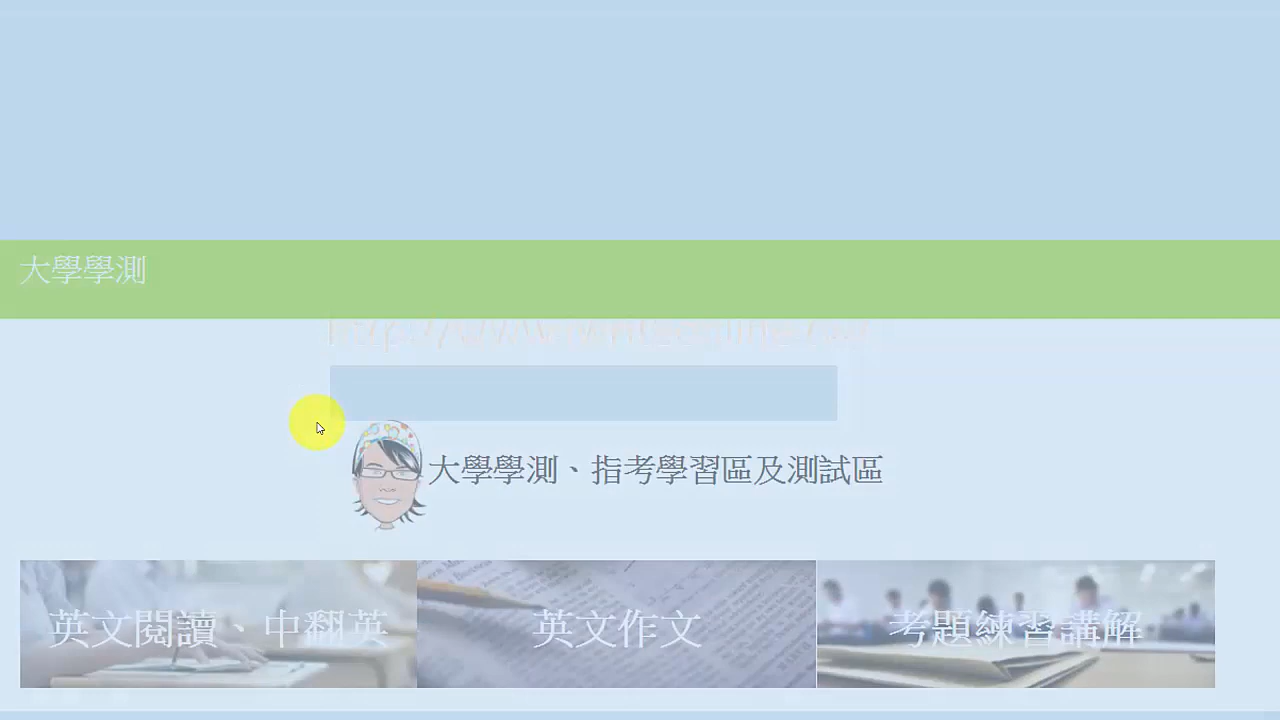 大學學測
大學學測、指考學習區及測試區
英文閱讀、中翻英
英文作文
考題練習講解